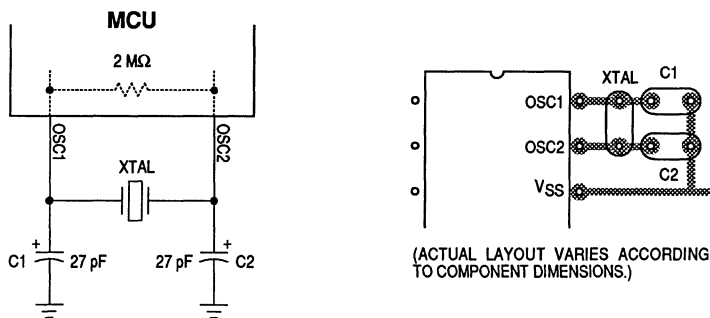 MCU
2 MΩ
OSC1
OSC2
XTAL
+
+
C1
27 pF
27 pF
C2
XTAL
C1
OSC1
OSC2
C2
VSS
(ACTUAL LAYOUT VARIES ACCORDING
TO COMPONENT DIMENSIONS.)